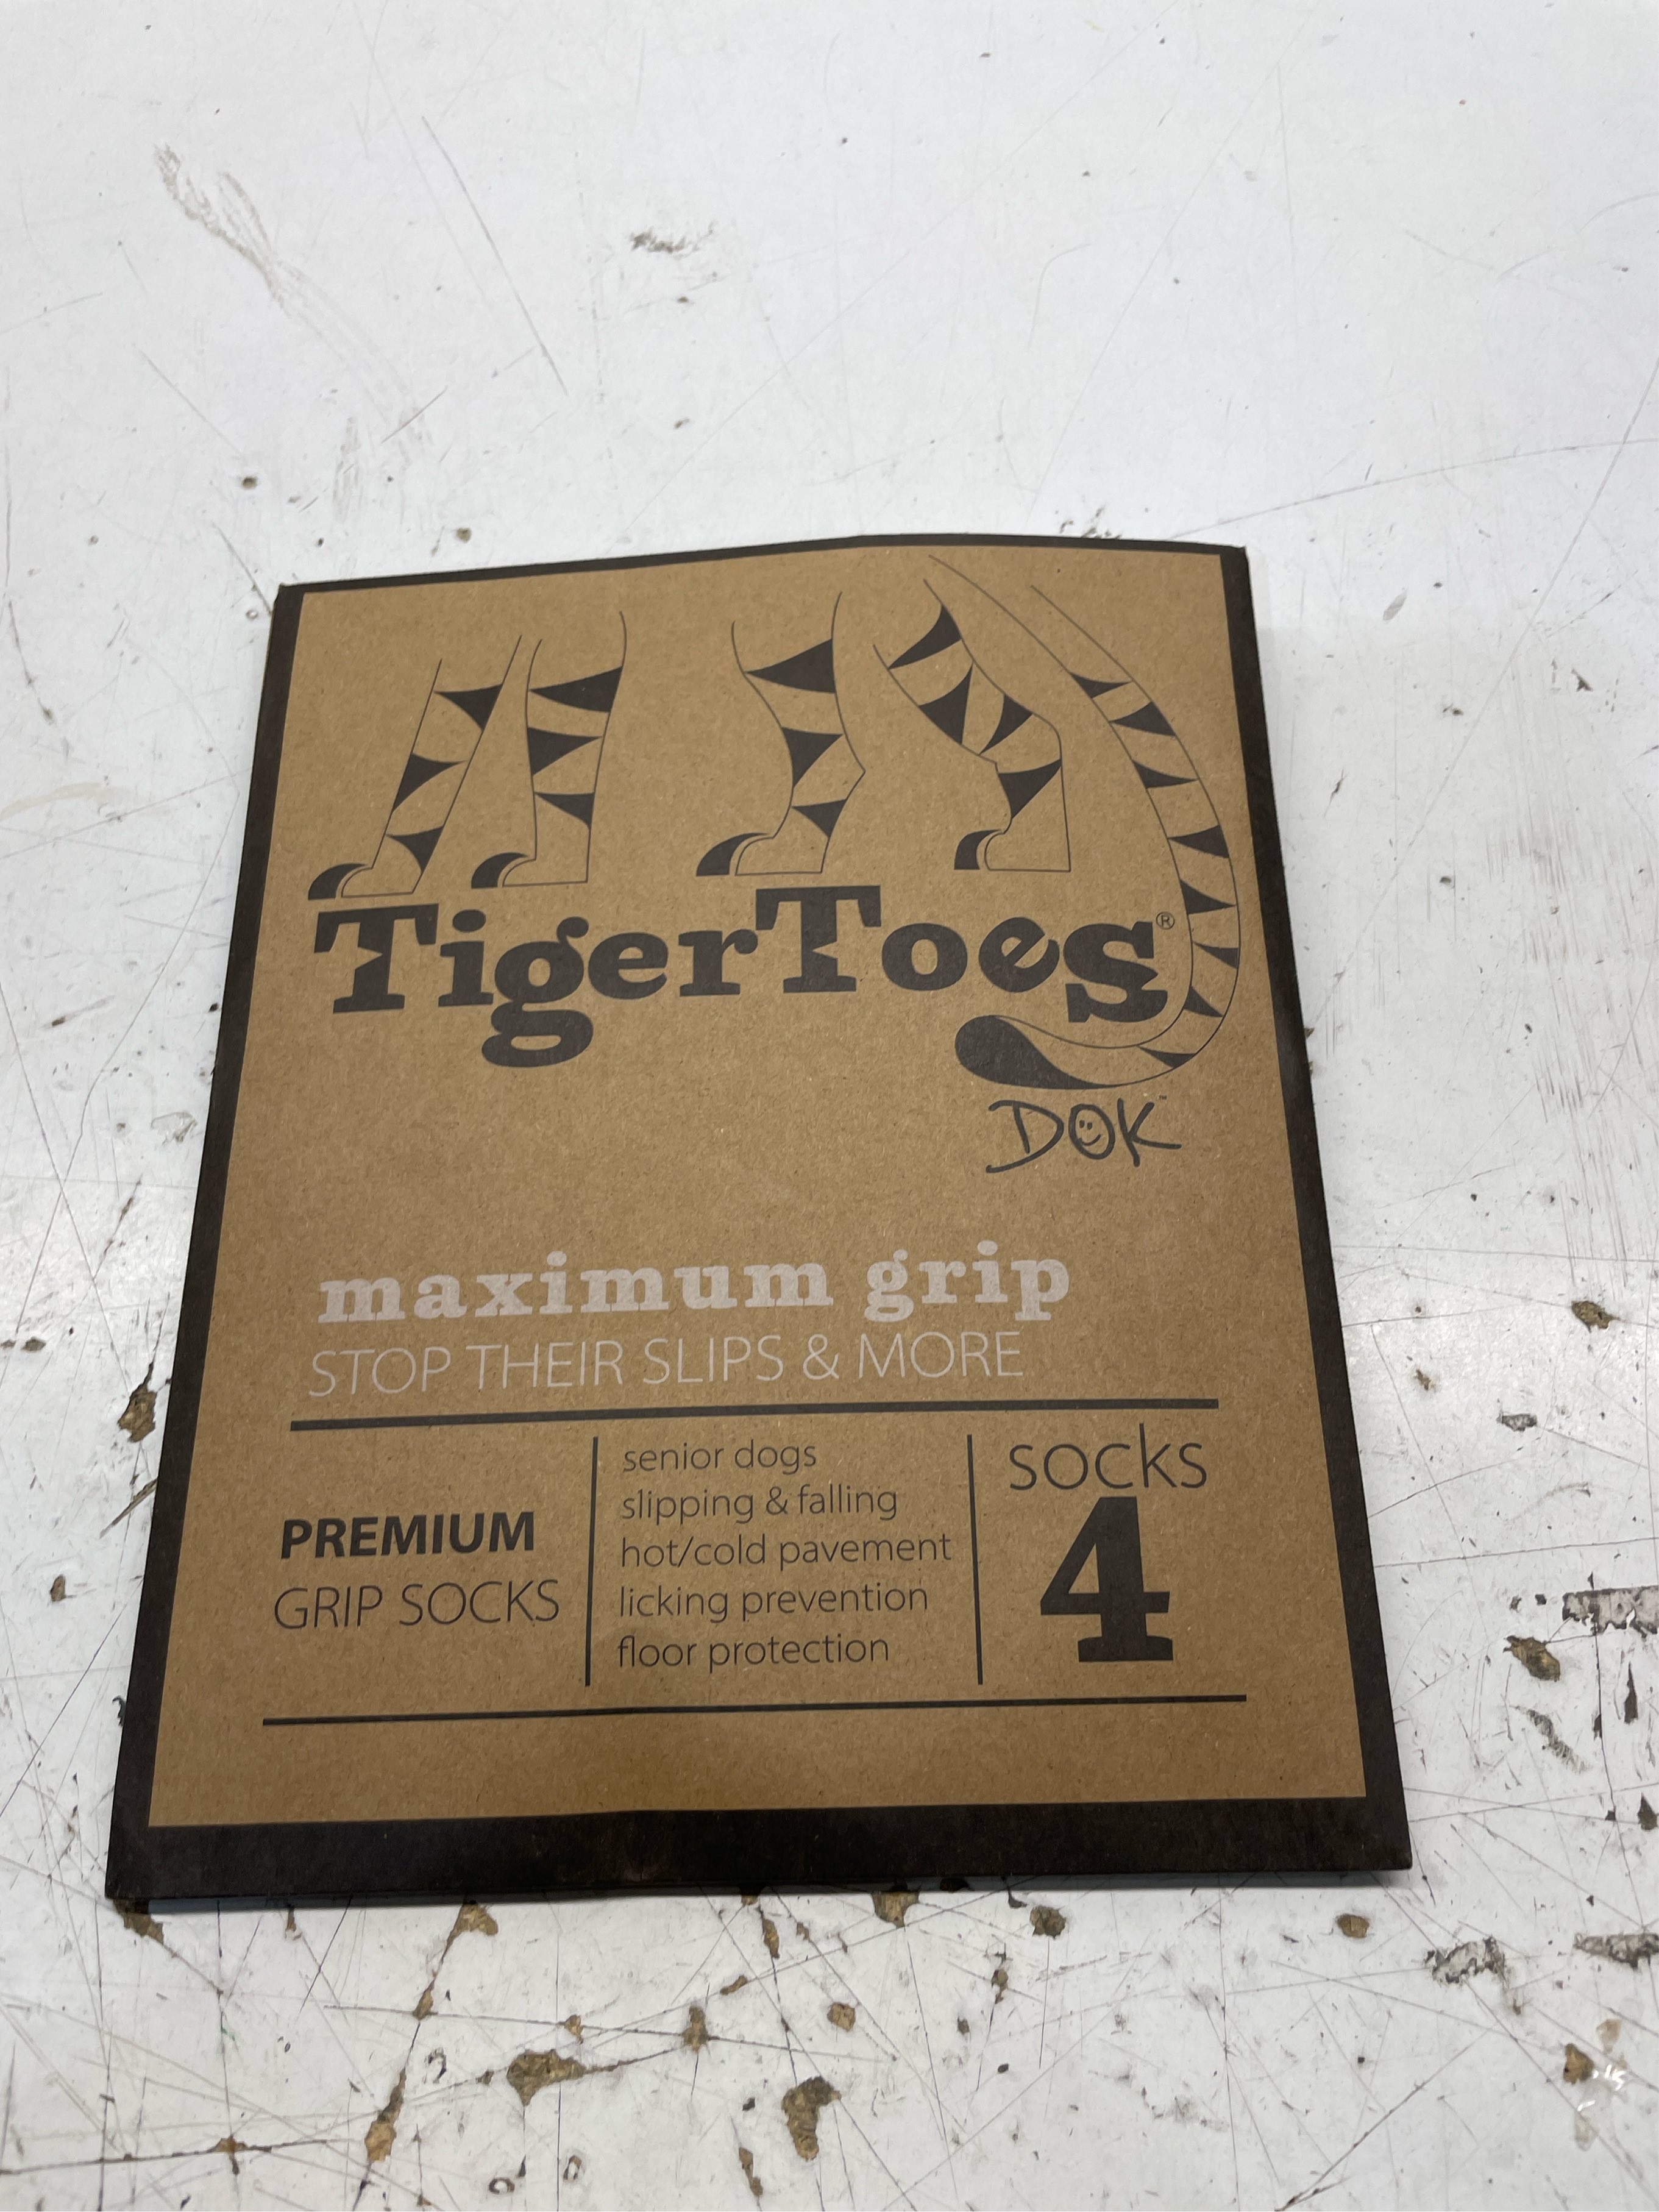 TigerToes®
DOK™
maximum grip
STOP THEIR SLIPS & MORE
PREMIUM
GRIP SOCKS
senior dogs
slipping & falling
hot/cold pavement
licking prevention
floor protection
SOCKS
4